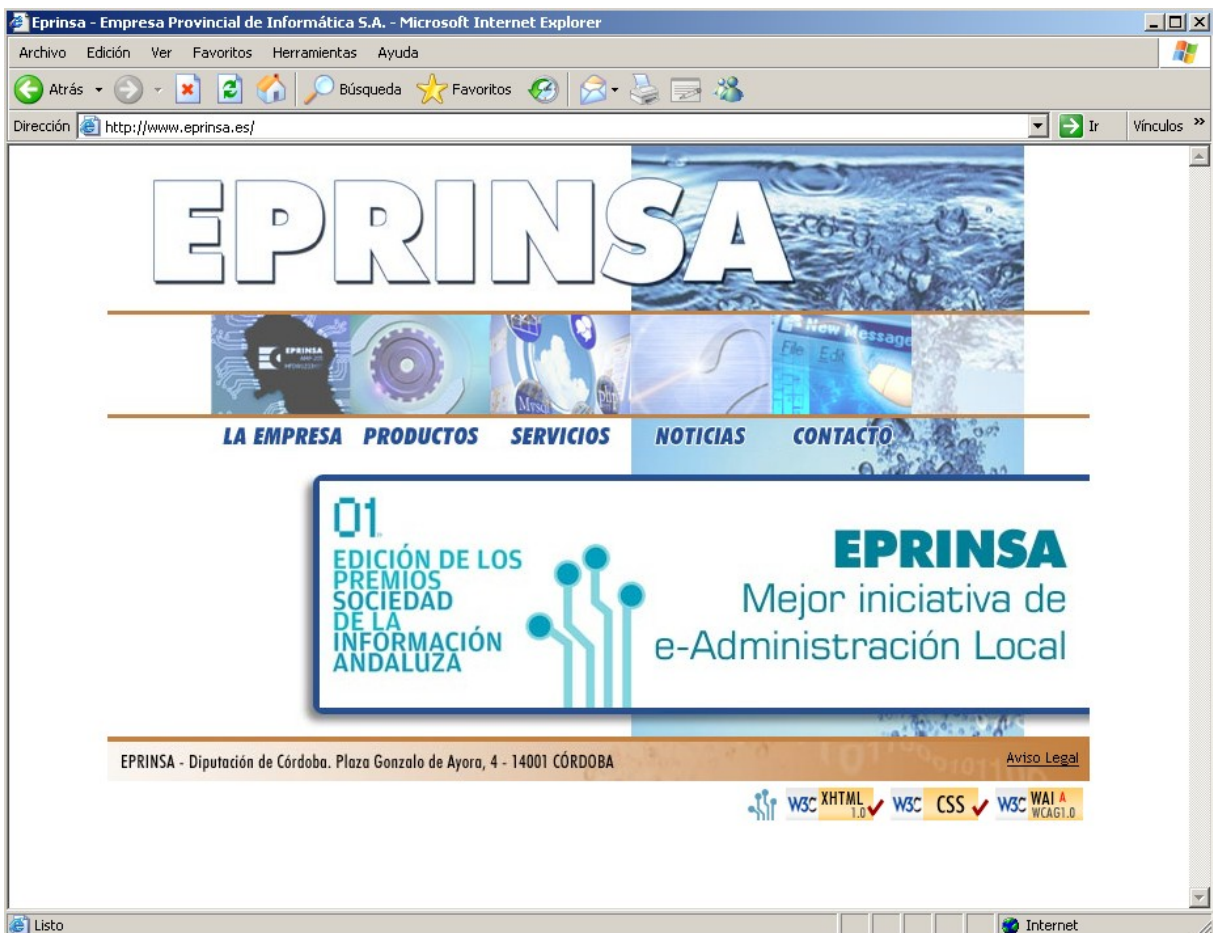 Eprinsa - Empresa Provincial de Informática S.A. - Microsoft Internet Explorer
Archivo Edición Ver Favoritos Herramientas Ayuda
Atrás Búsqueda Favoritos
Dirección http://www.eprinsa.es/ Ir Vínculos »
EPRINSA
EPRINSA
New Message
File Edit
Mysql php
LA EMPRESA PRODUCTOS SERVICIOS NOTICIAS CONTACTO
01
EDICIÓN DE LOS
PREMIOS
SOCIEDAD
DE LA
INFORMACIÓN
ANDALUZA
EPRINSA
Mejor iniciativa de
e-Administración Local
EPRINSA - Diputación de Córdoba. Plaza Gonzalo de Ayora, 4 - 14001 CÓRDOBA
Aviso Legal
W3C XHTML 1.0 W3C CSS W3C WAI A WCAG1.0
Listo Internet